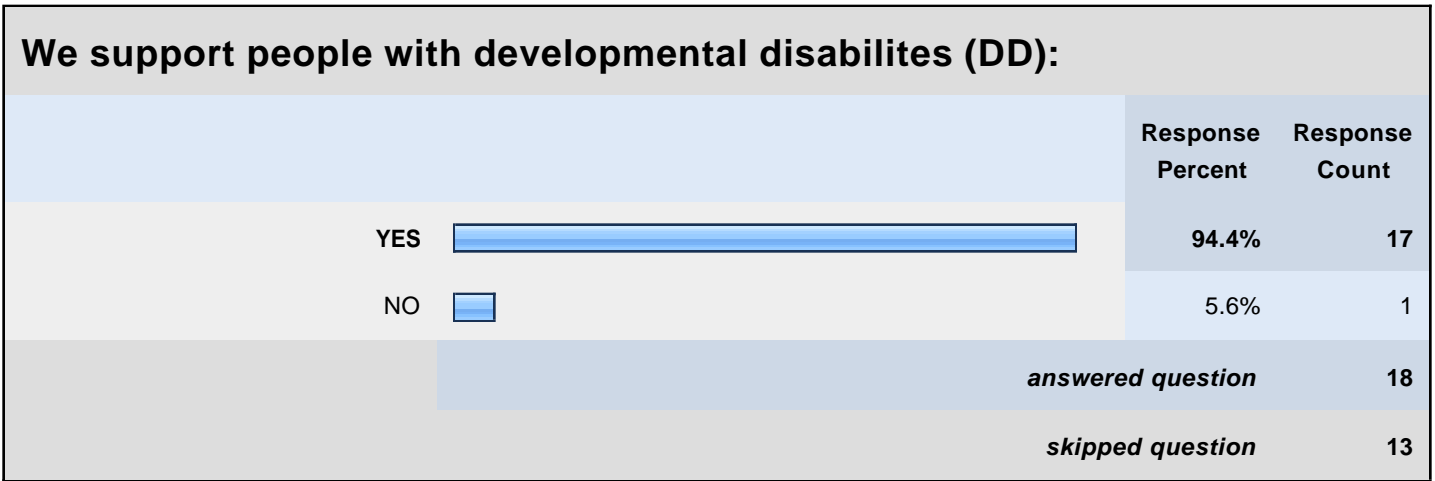 We support people with developmental disabilites (DD):
Response Percent Response Count
YES 94.4% 17
NO 5.6% 1
answered question 18
skipped question 13